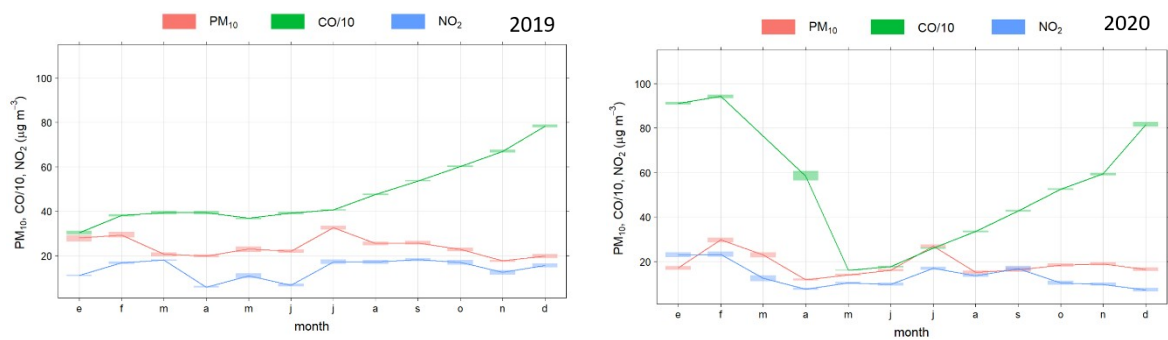 PM₁₀ CO/10 NO₂ 2019
100
80
60
40
20
PM₁₀, CO/10, NO₂ (μg m⁻³)
e f m a m j j a s o n d
month
PM₁₀ CO/10 NO₂ 2020
100
80
60
40
20
PM₁₀, CO/10, NO₂ (μg m⁻³)
e f m a m j j a s o n d
month